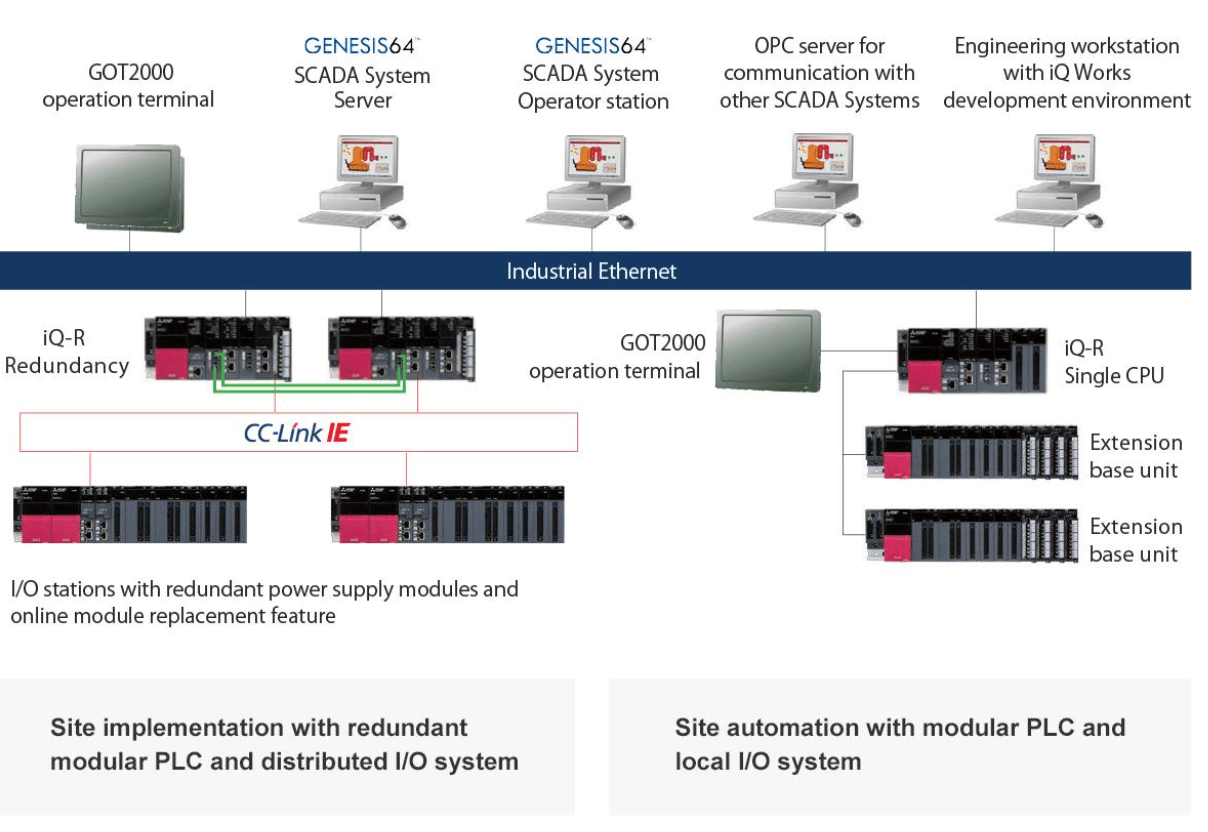 GOT2000
operation terminal
GENESIS64™
SCADA System
Server
GENESIS64™
SCADA System
Operator station
OPC server for
communication with
other SCADA Systems
Engineering workstation
with iQ Works
development environment
Industrial Ethernet
iQ-R
Redundancy
GOT2000
operation terminal
iQ-R
Single CPU
CC-Link IE
Extension
base unit
Extension
base unit
I/O stations with redundant power supply modules and
online module replacement feature
Site implementation with redundant
modular PLC and distributed I/O system
Site automation with modular PLC and
local I/O system